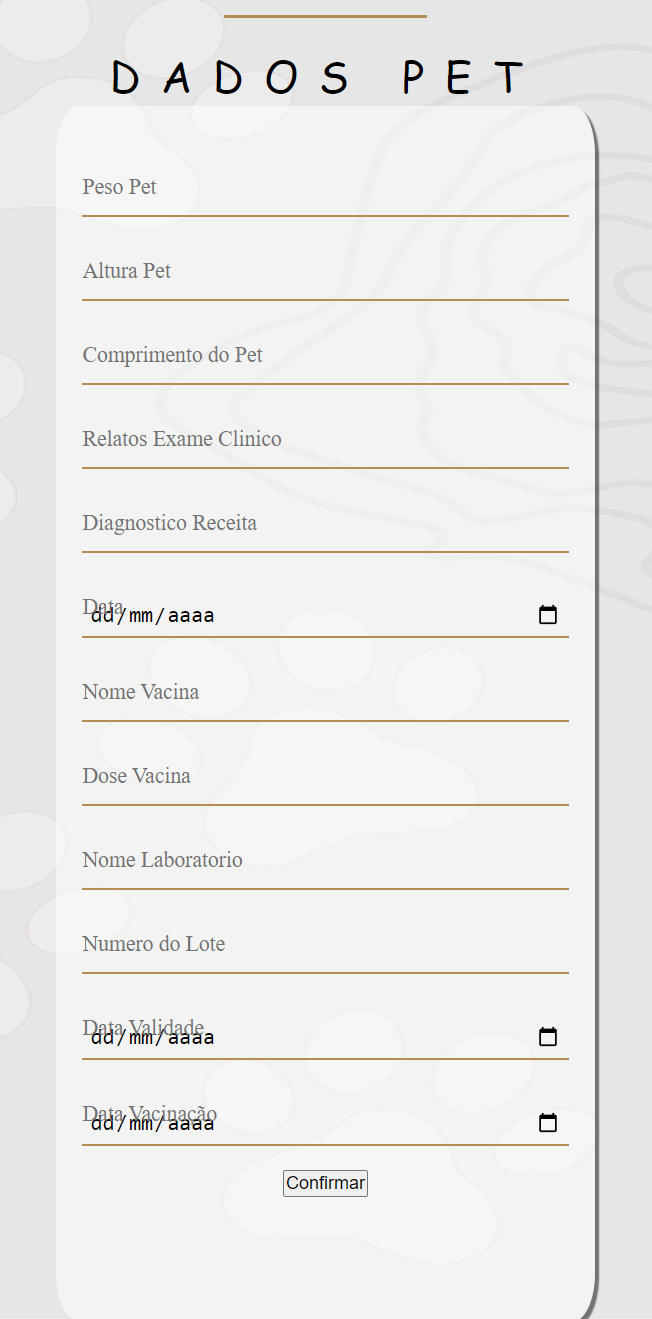 DADOS PET
Peso Pet
Altura Pet
Comprimento do Pet
Relatos Exame Clinico
Diagnostico Receita
Data
dd/mm/aaaa
Nome Vacina
Dose Vacina
Nome Laboratorio
Numero do Lote
Data Validade
dd/mm/aaaa
Data Vacinação
dd/mm/aaaa
Confirmar